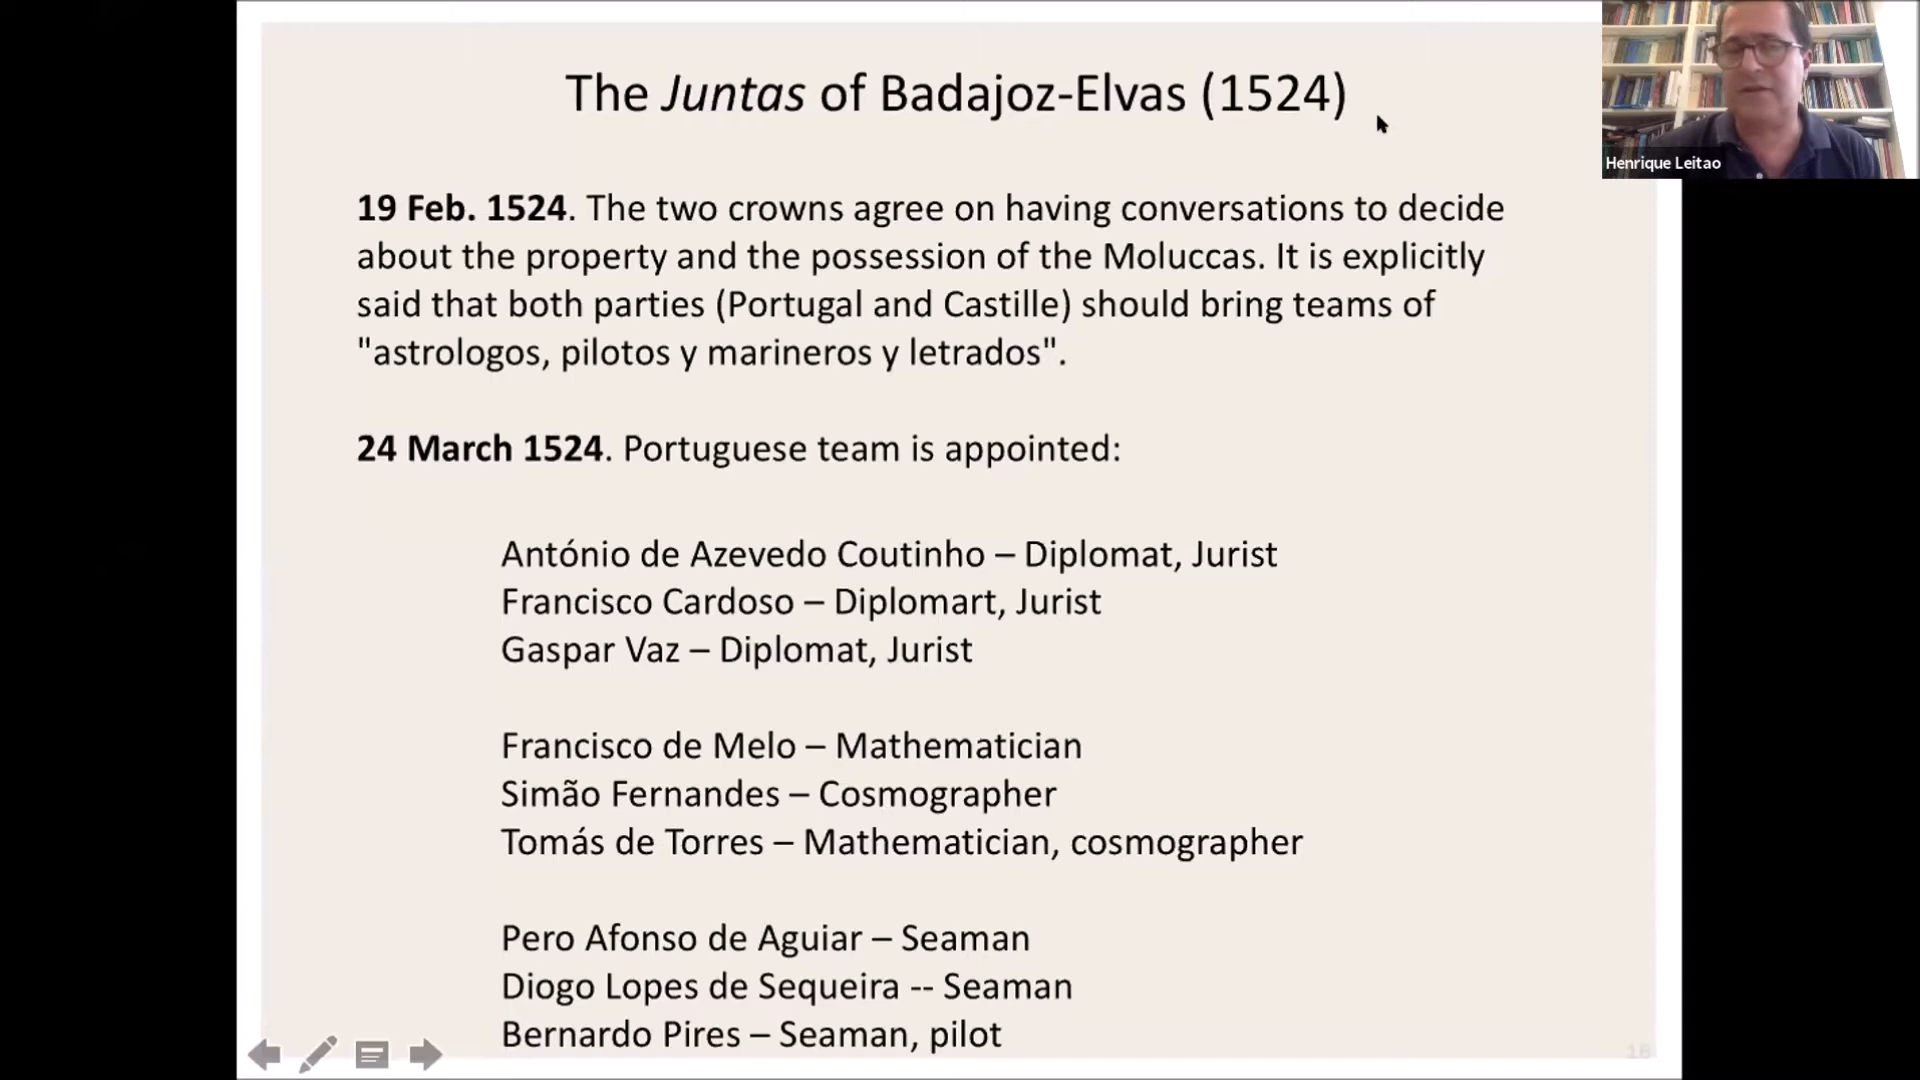 The Juntas of Badajoz-Elvas (1524)
Henrique Leitao
19 Feb. 1524. The two crowns agree on having conversations to decide
about the property and the possession of the Moluccas. It is explicitly
said that both parties (Portugal and Castille) should bring teams of
"astrologos, pilotos y marineros y letrados".
24 March 1524. Portuguese team is appointed:
António de Azevedo Coutinho – Diplomat, Jurist
Francisco Cardoso – Diplomart, Jurist
Gaspar Vaz – Diplomat, Jurist
Francisco de Melo – Mathematician
Simão Fernandes – Cosmographer
Tomás de Torres – Mathematician, cosmographer
Pero Afonso de Aguiar – Seaman
Diogo Lopes de Sequeira -- Seaman
Bernardo Pires – Seaman, pilot